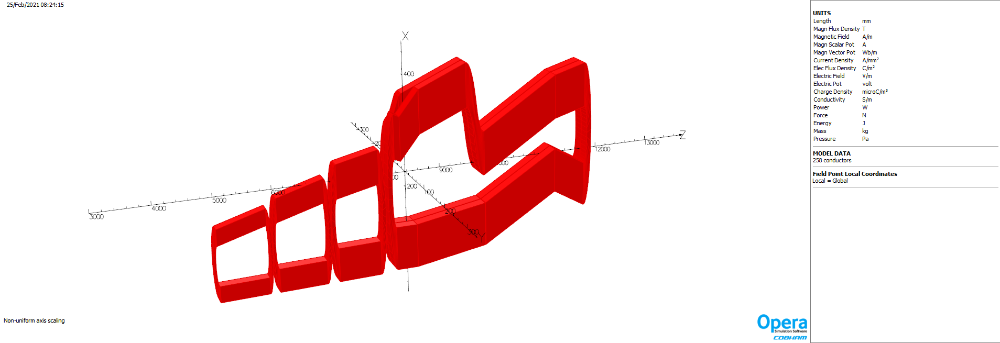 25/Feb/2021 08:24:15
X
400
300
Z
13000
12000
9000
200
100
6000
5000
200
4000
300
Y
3000
Non-uniform axis scaling
UNITS
Length mm
Magn Flux Density T
Magnetic Field A/m
Magn Scalar Pot A
Magn Vector Pot Wb/m
Current Density A/mm²
Elec Flux Density C/m²
Electric Field V/m
Electric Pot volt
Charge Density microC/m³
Conductivity S/m
Power W
Force N
Energy J
Mass kg
Pressure Pa
MODEL DATA
258 conductors
Field Point Local Coordinates
Local = Global
Opera
Simulation Software
COBHAM